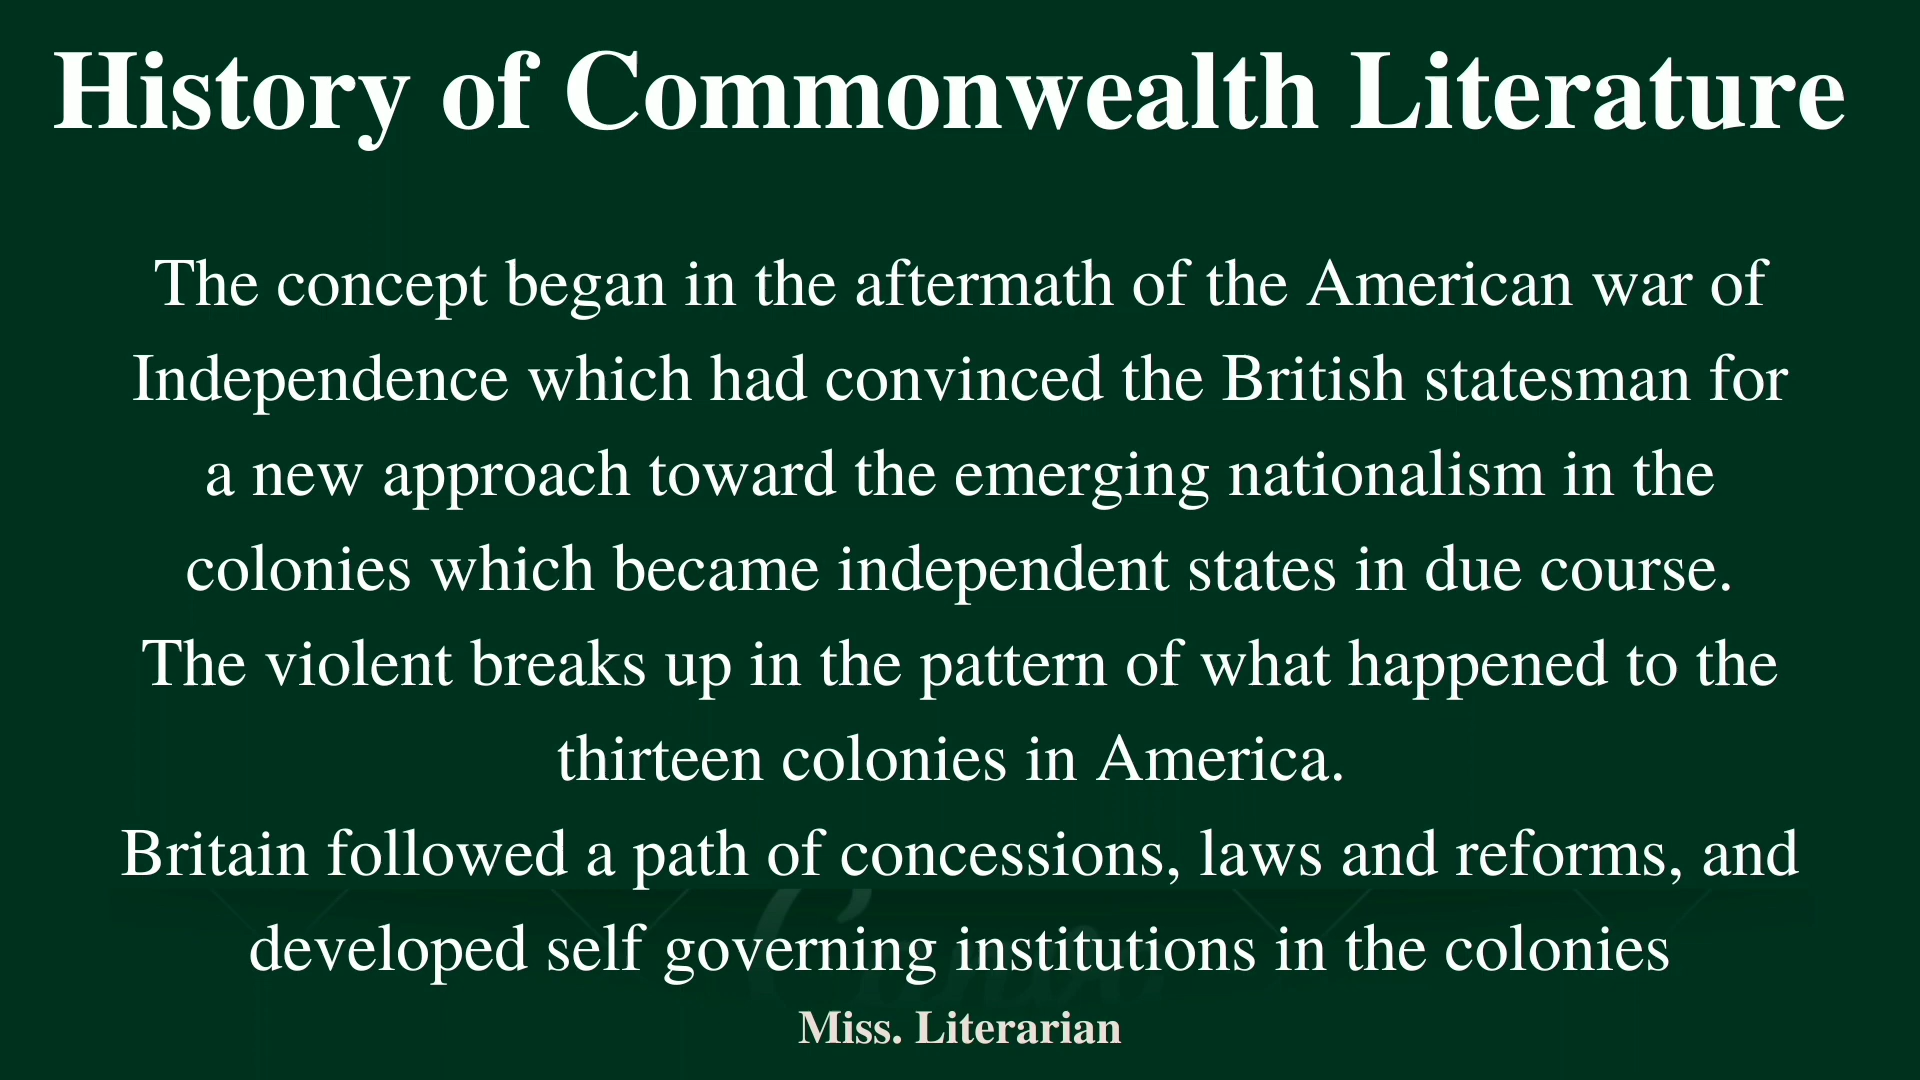 History of Commonwealth Literature
The concept began in the aftermath of the American war of
Independence which had convinced the British statesman for
a new approach toward the emerging nationalism in the
colonies which became independent states in due course.
The violent breaks up in the pattern of what happened to the
thirteen colonies in America.
Britain followed a path of concessions, laws and reforms, and
developed self governing institutions in the colonies
Miss. Literarian